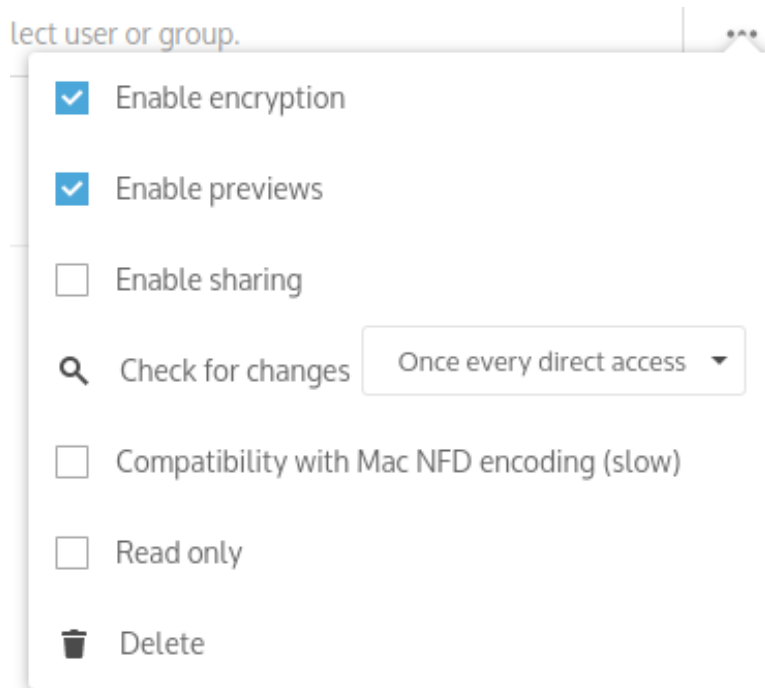 lect user or group.
Enable encryption
Enable previews
Enable sharing
Check for changes Once every direct access
Compatibility with Mac NFD encoding (slow)
Read only
Delete